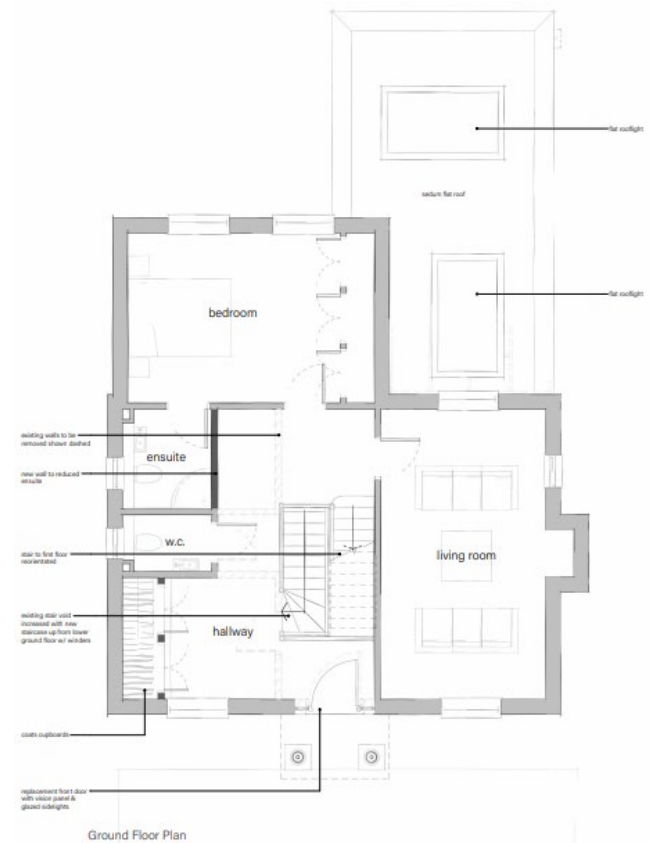 flat rooflight
sedum flat roof
flat rooflight
bedroom
existing walls to be
removed shown dashed
ensuite
new wall to reduced
ensuite
w.c.
stair to first floor
reorientated
living room
existing stair void
increased with new
staircase up from lower
ground floor w/ winders
hallway
coats cupboards
replacement front door
with vision panel &
glazed sidelights
Ground Floor Plan